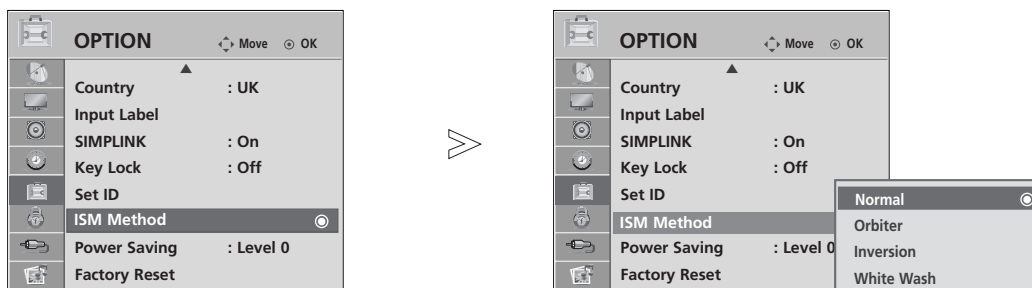 OPTION
Move OK
Country : UK
Input Label
SIMPLINK : On
Key Lock : Off
Set ID
ISM Method
Power Saving : Level 0
Factory Reset
OPTION
Move OK
Country : UK
Input Label
SIMPLINK : On
Key Lock : Off
Set ID
ISM Method
Power Saving : Level 0
Factory Reset
Normal
Orbiter
Inversion
White Wash